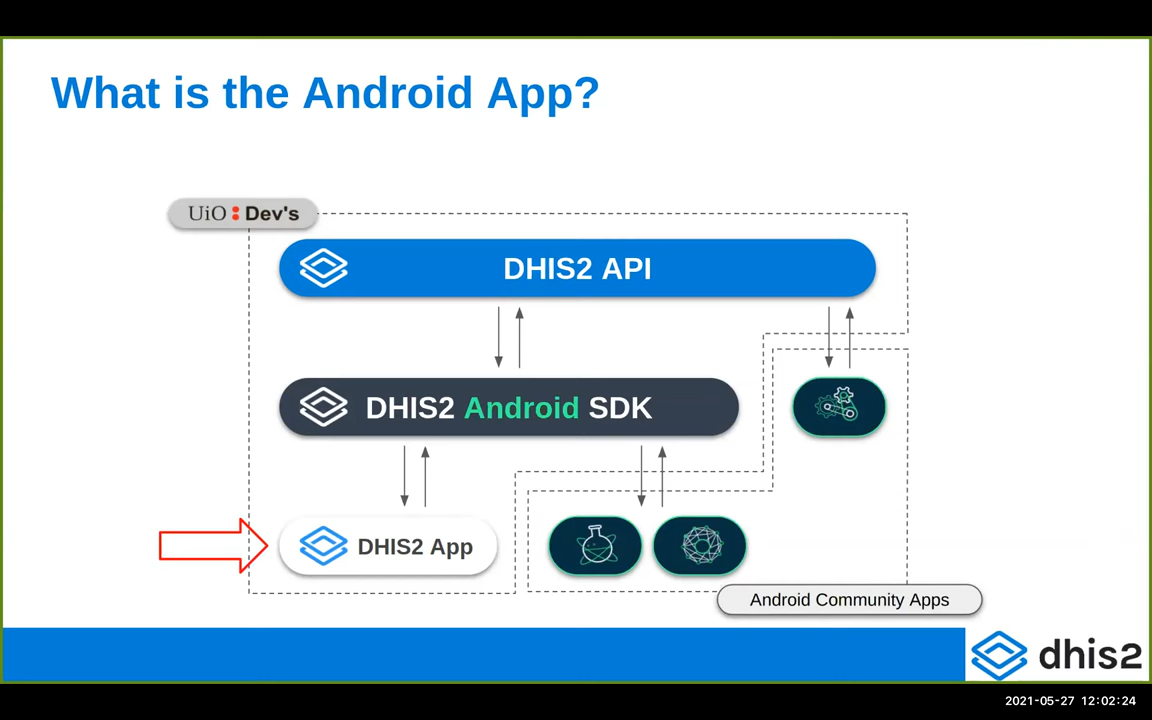 What is the Android App?
UiO : Dev's
DHIS2 API
DHIS2 Android SDK
DHIS2 App
Android Community Apps
dhis2
2021-05-27 12:02:24